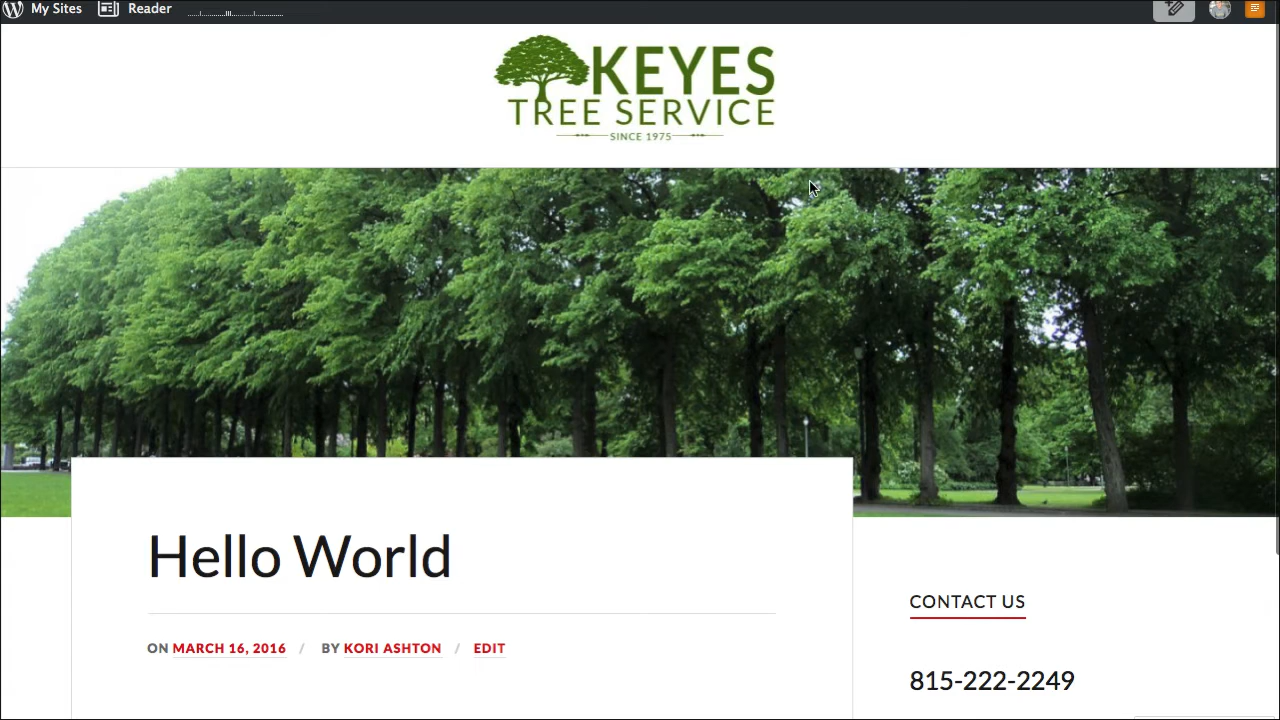 My Sites Reader
KEYES
TREE SERVICE
SINCE 1975
Hello World
ON MARCH 16, 2016 / BY KORI ASHTON / EDIT
CONTACT US
815-222-2249